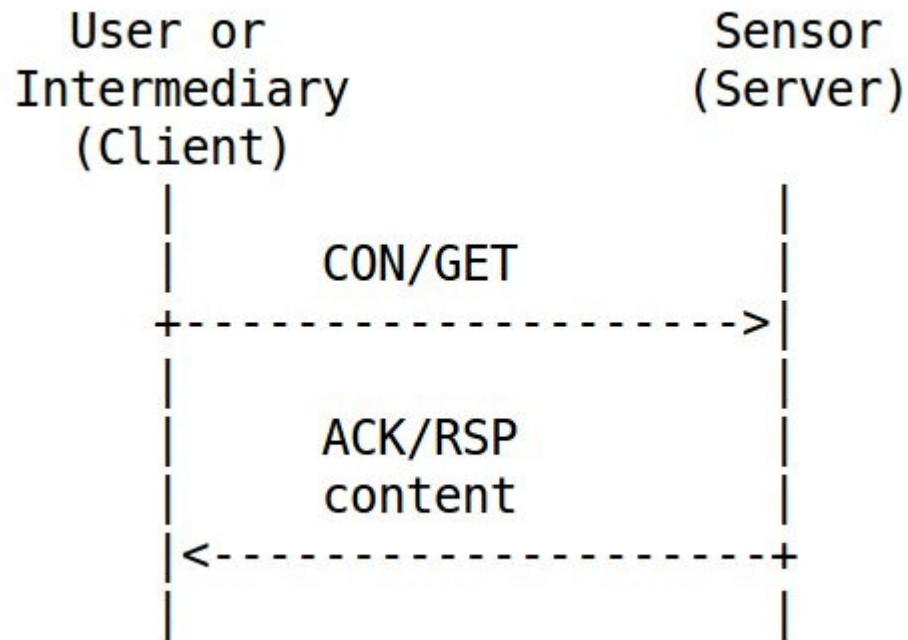 User or Sensor
Intermediary (Server)
(Client)
CON/GET
ACK/RSP
content